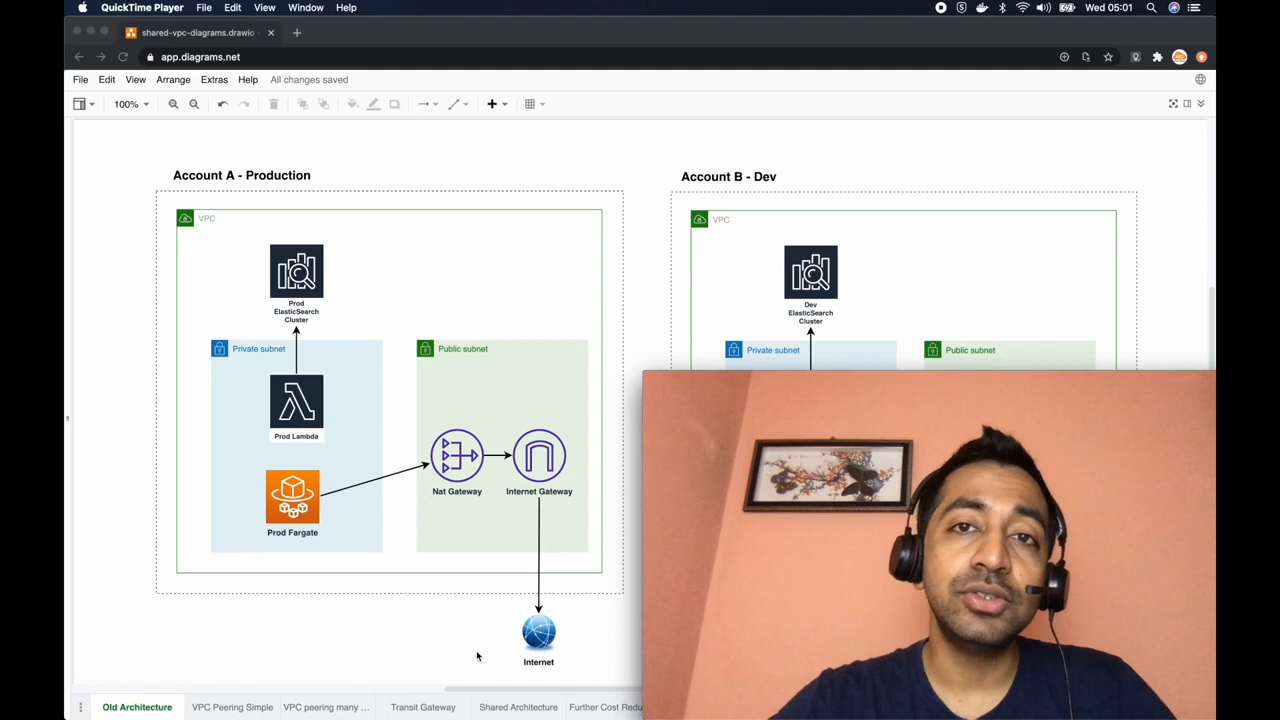 QuickTime Player File Edit View Window Help
Wed 05:01
shared-vpc-diagrams.drawio
app.diagrams.net
File Edit View Arrange Extras Help All changes saved
100%
Account A - Production
VPC
Prod
ElasticSearch
Cluster
Private subnet
Public subnet
Prod Lambda
Nat Gateway
Internet Gateway
Prod Fargate
Internet
Account B - Dev
VPC
Dev
ElasticSearch
Cluster
Private subnet
Public subnet
Old Architecture VPC Peering Simple VPC peering many ... Transit Gateway Shared Architecture Further Cost Redu